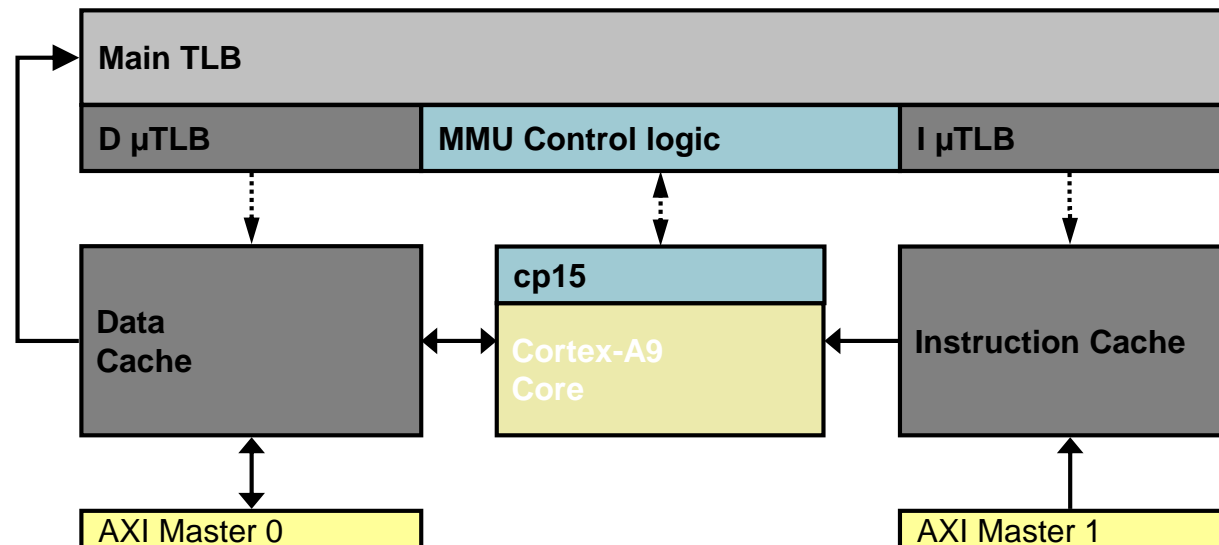 Main TLB
D µTLB
MMU Control logic
I µTLB
cp15
Data
Cache
Cortex-A9
Core
Instruction Cache
AXI Master 0
AXI Master 1